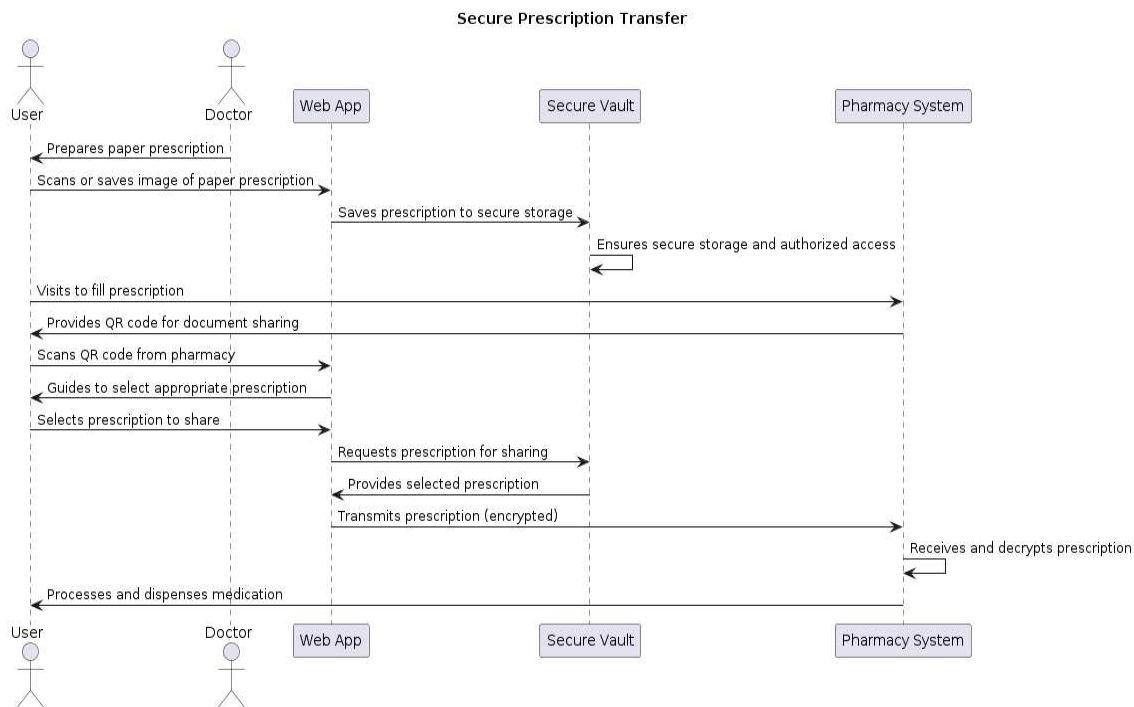 Secure Prescription Transfer
User
Doctor
Web App
Secure Vault
Pharmacy System
Prepares paper prescription
Scans or saves image of paper prescription
Saves prescription to secure storage
Ensures secure storage and authorized access
Visits to fill prescription
Provides QR code for document sharing
Scans QR code from pharmacy
Guides to select appropriate prescription
Selects prescription to share
Requests prescription for sharing
Provides selected prescription
Transmits prescription (encrypted)
Receives and decrypts prescription
Processes and dispenses medication
User
Doctor
Web App
Secure Vault
Pharmacy System